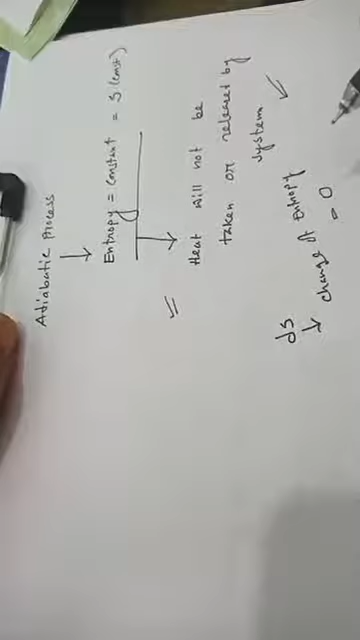 Adiabatic Process
↓
Entropy = Constant = S (const)
↓
Heat will not be
taken or released by
system
dS
↓
change of entropy
= 0